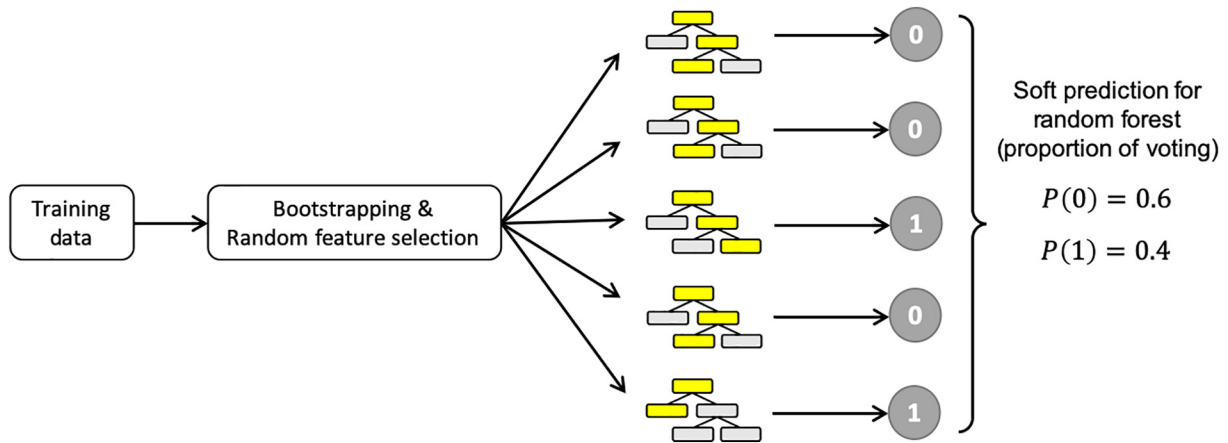 Training
data
Bootstrapping &
Random feature selection
0
0
1
0
1
Soft prediction for
random forest
(proportion of voting)
P(0) = 0.6
P(1) = 0.4